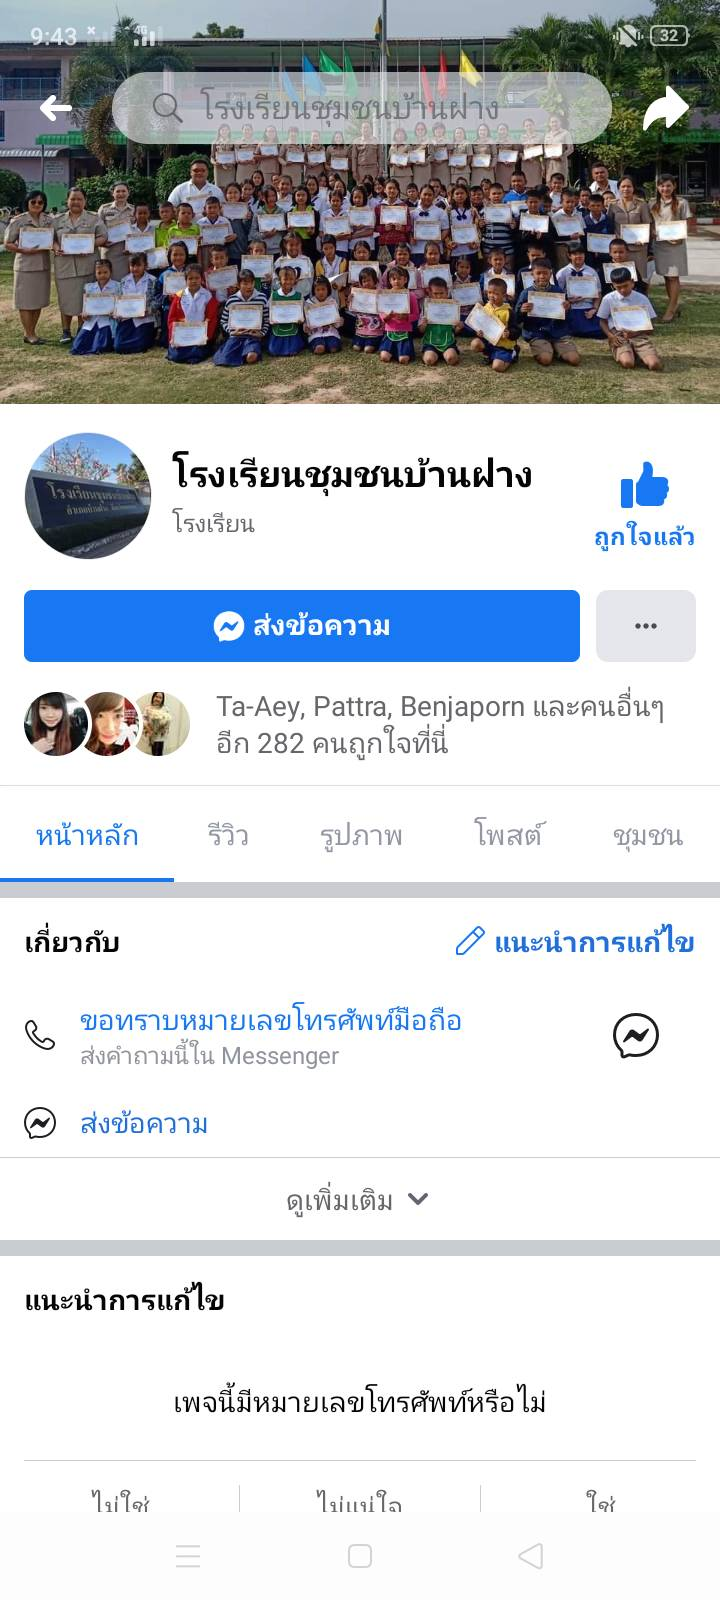 9:43
4G
32
โรงเรียนชุมชนบ้านฝาง
โรงเรียนชุมชนบ้านฝาง
โรงเรียน
ถูกใจแล้ว
ส่งข้อความ
Ta-Aey, Pattra, Benjaporn และคนอื่นๆ
อีก 282 คนถูกใจที่นี่
หน้าหลัก
รีวิว
รูปภาพ
โพสต์
ชุมชน
เกี่ยวกับ
แนะนำการแก้ไข
ขอทราบหมายเลขโทรศัพท์มือถือ
ส่งคำถามนี้ใน Messenger
ส่งข้อความ
ดูเพิ่มเติม
แนะนำการแก้ไข
เพจนี้มีหมายเลขโทรศัพท์หรือไม่
ไม่ใช่
ไม่แน่ใจ
ใช่